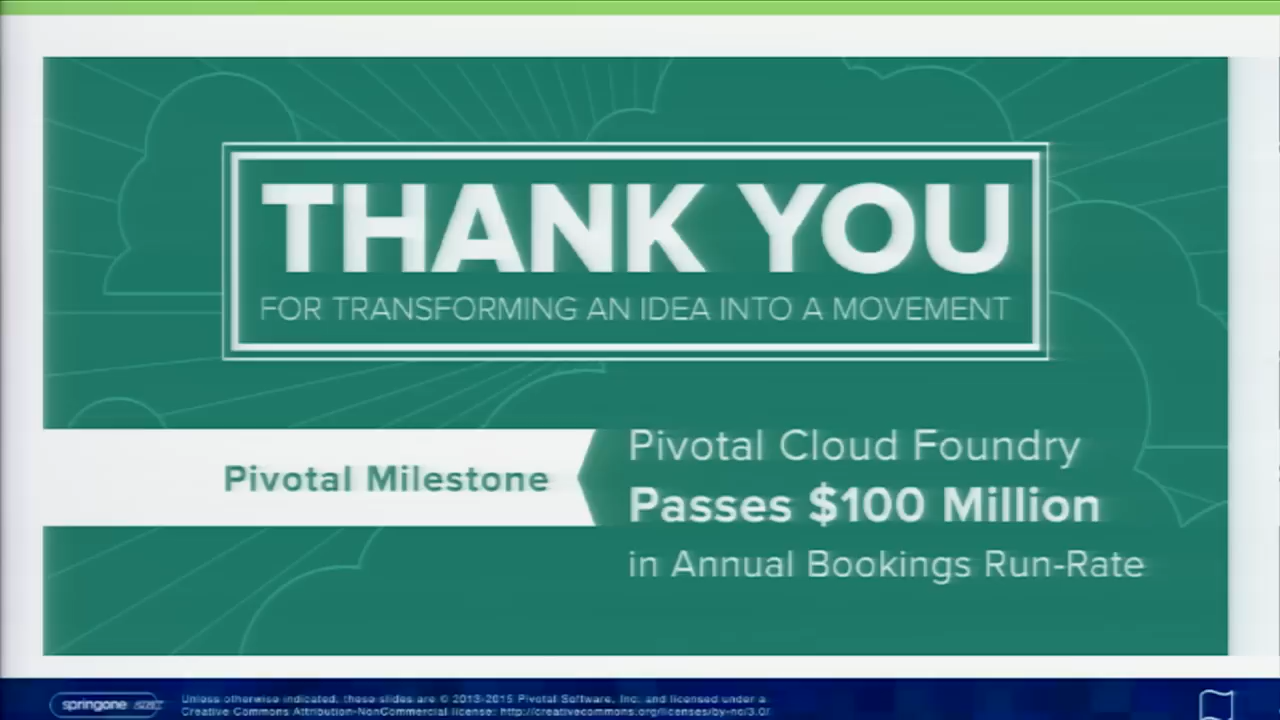 THANK YOU
FOR TRANSFORMING AN IDEA INTO A MOVEMENT
Pivotal Milestone
Pivotal Cloud Foundry
Passes $100 Million
in Annual Bookings Run-Rate
springone
Unless otherwise indicated, these slides are © 2013-2015 Pivotal Software, Inc. and licensed under a
Creative Commons Attribution-NonCommercial license: http://creativecommons.org/licenses/by-nc/3.0/